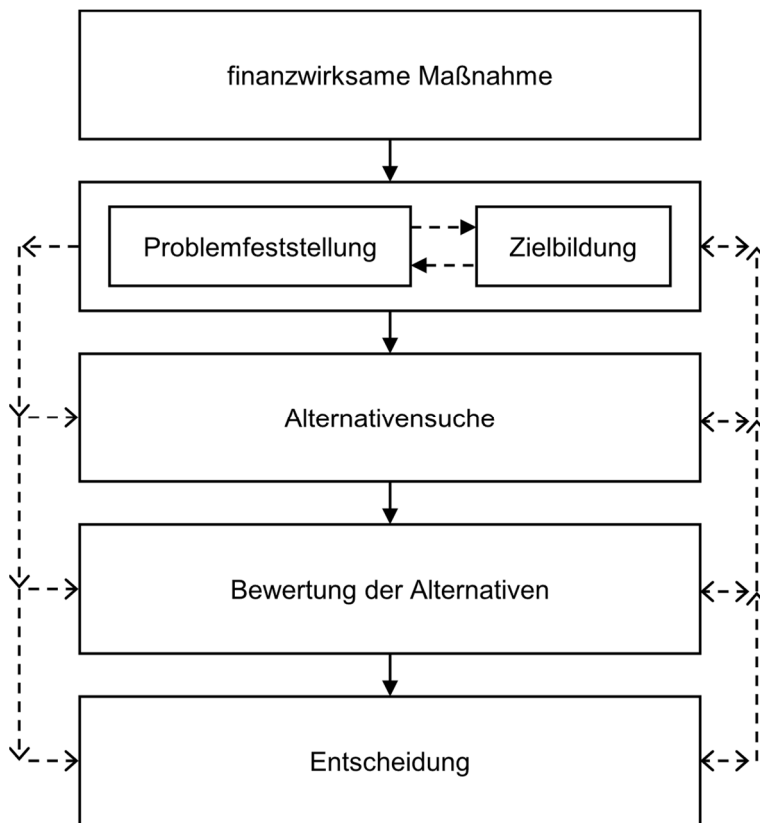 finanzwirksame Maßnahme
Problemfeststellung
Zielbildung
Alternativensuche
Bewertung der Alternativen
Entscheidung